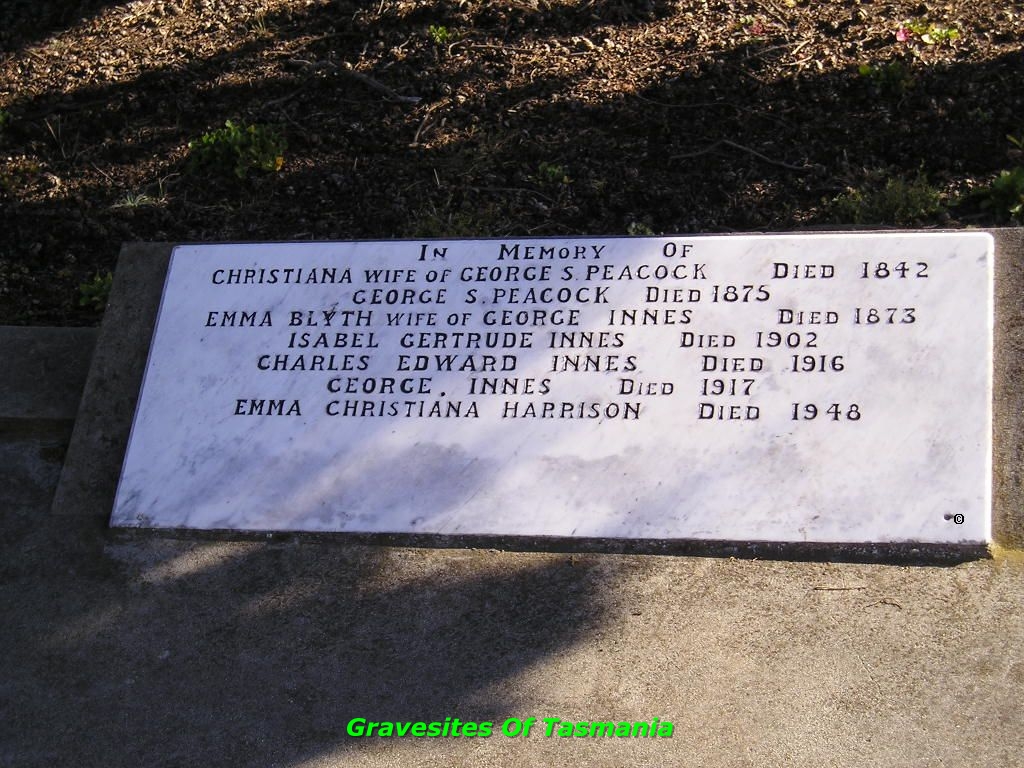 In Memory Of
CHRISTIANA WIFE OF GEORGE S. PEACOCK Died 1842
GEORGE S. PEACOCK Died 1875
EMMA BLYTH WIFE OF GEORGE INNES Died 1873
ISABEL GERTRUDE INNES Died 1902
CHARLES EDWARD INNES Died 1916
GEORGE. INNES Died 1917
EMMA CHRISTIANA HARRISON Died 1948
©
Gravesites Of Tasmania